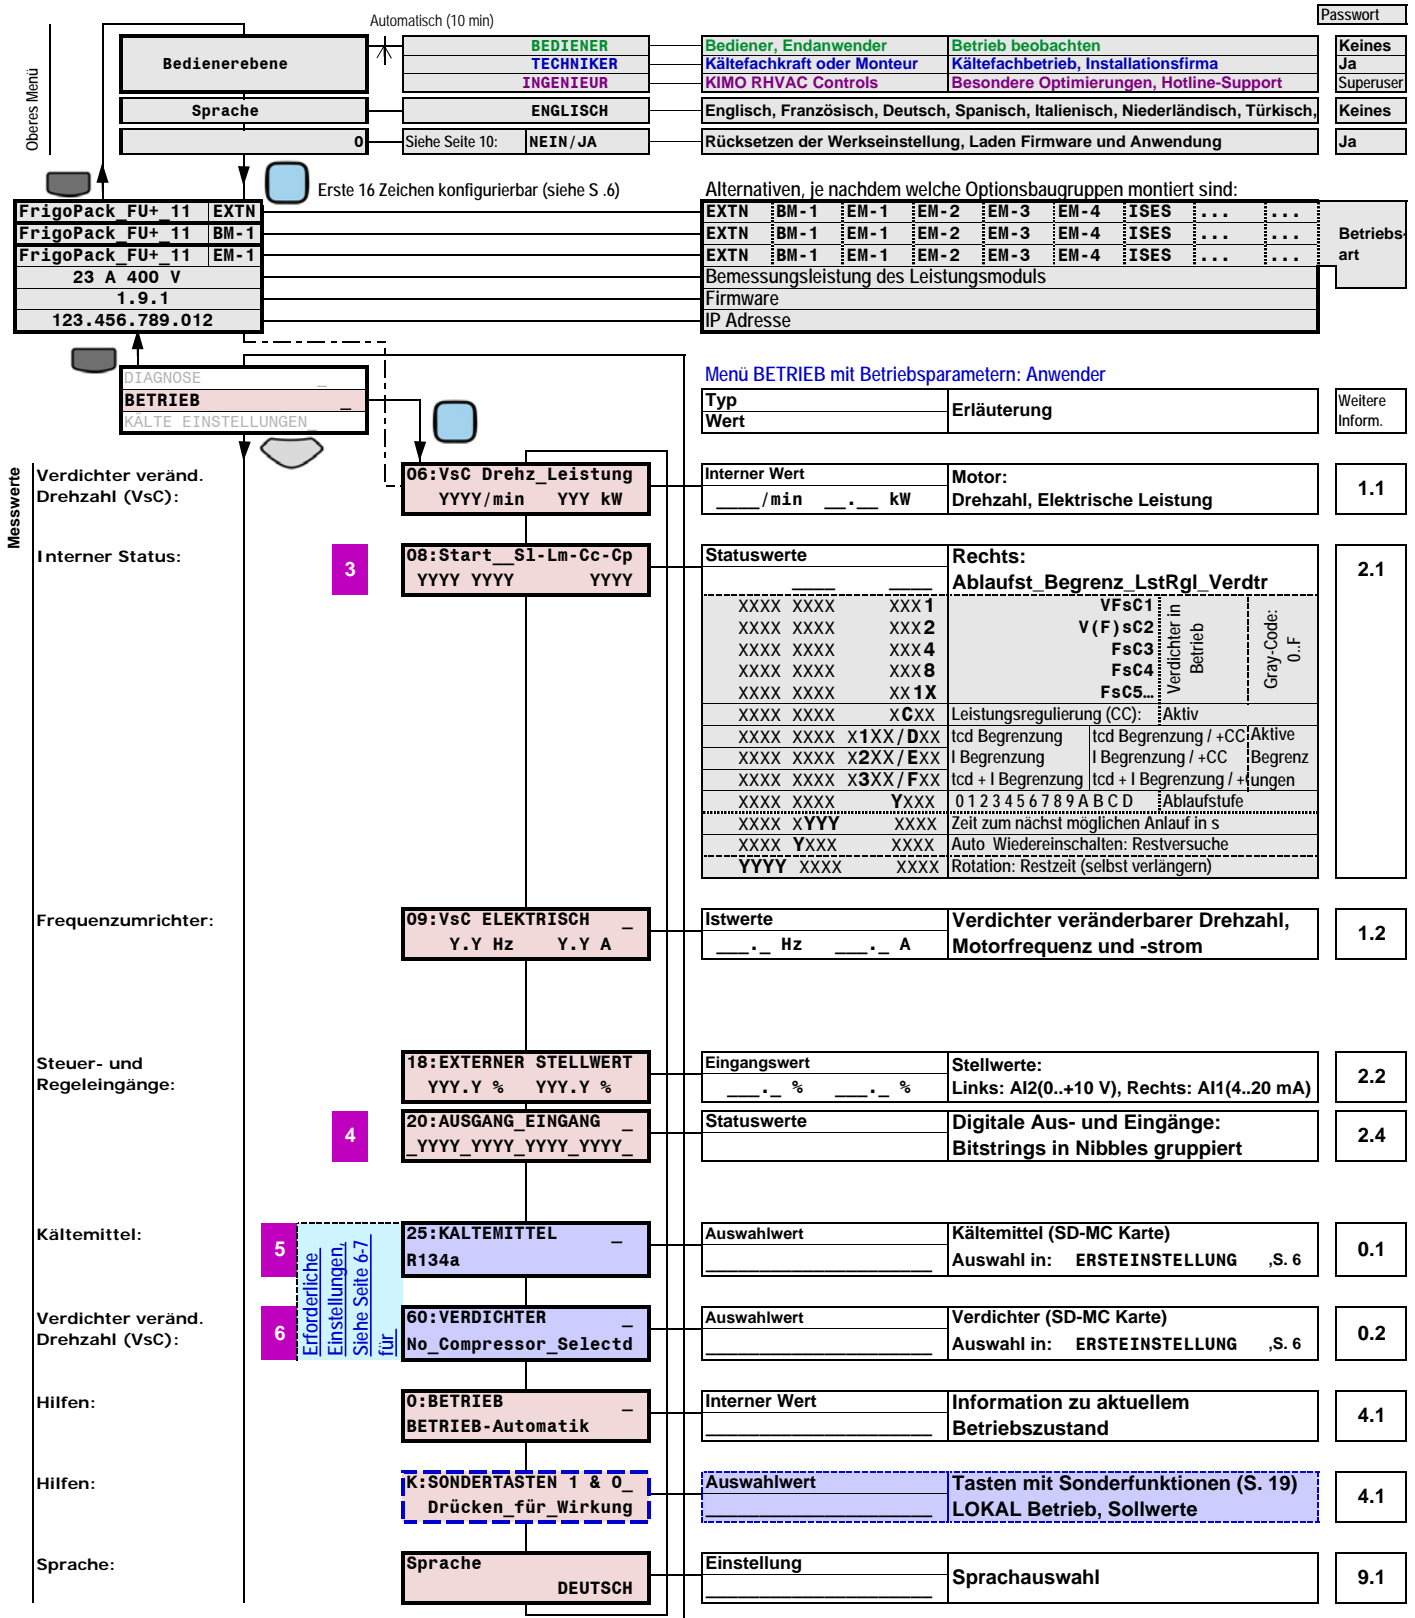 Passwort
Automatisch (10 min)
Oberes Menü
Bedienerebene
BEDIENER Bediener, Endanwender Betrieb beobachten Keines
TECHNIKER Kältefachkraft oder Monteur Kältefachbetrieb, Installationsfirma Ja
INGENIEUR KIMO RHVAC Controls Besondere Optimierungen, Hotline-Support Superuser
Sprache ENGLISCH Englisch, Französisch, Deutsch, Spanisch, Italienisch, Niederländisch, Türkisch, Keines
0 Siehe Seite 10: NEIN/JA Rücksetzen der Werkseinstellung, Laden Firmware und Anwendung Ja
Erste 16 Zeichen konfigurierbar (siehe S .6) Alternativen, je nachdem welche Optionsbaugruppen montiert sind:
FrigoPack_FU+_11 EXTN EXTN BM-1 EM-1 EM-2 EM-3 EM-4 ISES ... ...
FrigoPack_FU+_11 BM-1 EXTN BM-1 EM-1 EM-2 EM-3 EM-4 ISES ... ... Betriebs-
FrigoPack_FU+_11 EM-1 EXTN BM-1 EM-1 EM-2 EM-3 EM-4 ISES ... ... art
23 A 400 V Bemessungsleistung des Leistungsmoduls
1.9.1 Firmware
123.456.789.012 IP Adresse
DIAGNOSE _
BETRIEB _
KÄLTE EINSTELLUNGEN_
Menü BETRIEB mit Betriebsparametern: Anwender
Typ Erläuterung Weitere
Wert Inform.
Messwerte
Verdichter veränd. 06:VsC Drehz_Leistung Interner Wert Motor: 1.1
Drehzahl (VsC): YYYY/min YYY kW ____/min __.__ kW Drehzahl, Elektrische Leistung
Interner Status: 3 08:Start__Sl-Lm-Cc-Cp Statuswerte Rechts: 2.1
YYYY YYYY YYYY ____ ____ Ablaufst_Begrenz_LstRgl_Verdtr
XXXX XXXX XXX1 VFsC1 Verdichter in Betrieb Gray-Code: 0..F
XXXX XXXX XXX2 V(F)sC2
XXXX XXXX XXX4 FsC3
XXXX XXXX XXX8 FsC4
XXXX XXXX XX1X FsC5...
XXXX XXXX XCXX Leistungsregulierung (CC): Aktiv
XXXX XXXX X1XX/DXX tcd Begrenzung tcd Begrenzung / +CC Aktive
XXXX XXXX X2XX/EXX I Begrenzung I Begrenzung / +CC Begrenz
XXXX XXXX X3XX/FXX tcd + I Begrenzung tcd + I Begrenzung / + ungen
XXXX XXXX YXXX 0 1 2 3 4 5 6 7 8 9 A B C D Ablaufstufe
XXXX XYYY XXXX Zeit zum nächst möglichen Anlauf in s
XXXX YXXX XXXX Auto Wiedereinschalten: Restversuche
YYYY XXXX XXXX Rotation: Restzeit (selbst verlängern)
Frequenzumrichter: 09:VsC ELEKTRISCH _ Istwerte Verdichter veränderbarer Drehzahl, 1.2
Y.Y Hz Y.Y A ___._ Hz ___._ A Motorfrequenz und -strom
Steuer- und 18:EXTERNER STELLWERT Eingangswert Stellwerte: 2.2
Regeleingänge: YYY.Y % YYY.Y % ___._ % ___._ % Links: AI2(0..+10 V), Rechts: AI1(4..20 mA)
4 20:AUSGANG_EINGANG _ Statuswerte Digitale Aus- und Eingänge: 2.4
_YYYY_YYYY_YYYY_YYYY_ Bitstrings in Nibbles gruppiert
Erforderliche
Einstellungen,
Siehe Seite 6-7
für
Kältemittel: 5 25:KALTEMITTEL _ Auswahlwert Kältemittel (SD-MC Karte) 0.1
R134a Auswahl in: ERSTEINSTELLUNG ,S. 6
Verdichter veränd. 6 60:VERDICHTER _ Auswahlwert Verdichter (SD-MC Karte) 0.2
Drehzahl (VsC): No_Compressor_Selectd Auswahl in: ERSTEINSTELLUNG ,S. 6
Hilfen: 0:BETRIEB _ Interner Wert Information zu aktuellem 4.1
BETRIEB-Automatik Betriebszustand
Hilfen: K:SONDERTASTEN 1 & 0_ Auswahlwert Tasten mit Sonderfunktionen (S. 19) 4.1
Drücken_für_Wirkung LOKAL Betrieb, Sollwerte
Sprache: Sprache Einstellung Sprachauswahl 9.1
DEUTSCH